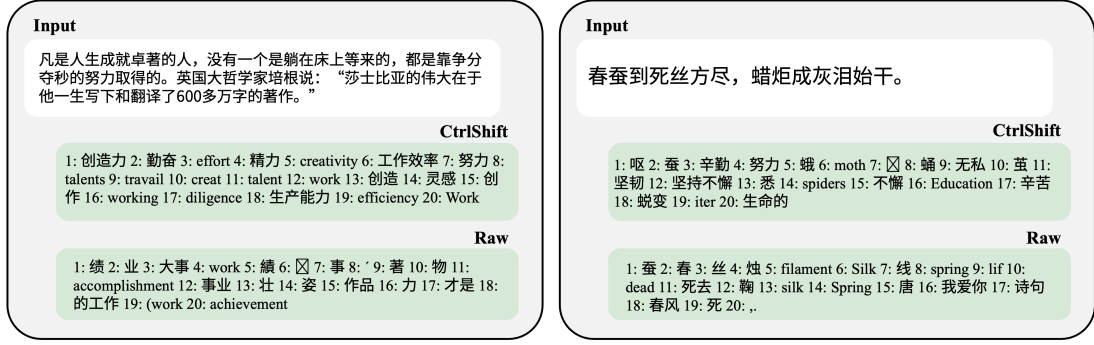 Input
凡是人生成就卓著的人，没有一个是躺在床上等来的，都是靠争分
夺秒的努力取得的。英国大哲学家培根说：“莎士比亚的伟大在于
他一生写下和翻译了600多万字的著作。”
CtrlShift
1: 创造力 2: 勤奋 3: effort 4: 精力 5: creativity 6: 工作效率 7: 努力 8:
talents 9: travail 10: creat 11: talent 12: work 13: 创造 14: 灵感 15: 创
作 16: working 17: diligence 18: 生产能力 19: efficiency 20: Work
Raw
1: 绩 2: 业 3: 大事 4: work 5: 績 6: 7: 事 8: ´ 9: 著 10: 物 11:
accomplishment 12: 事业 13: 壮 14: 姿 15: 作品 16: 力 17: 才是 18:
的工作 19: (work 20: achievement
Input
春蚕到死丝方尽，蜡炬成灰泪始干。
CtrlShift
1: 呕 2: 蚕 3: 辛勤 4: 努力 5: 蛾 6: moth 7: 8: 蛹 9: 无私 10: 茧 11:
坚韧 12: 坚持不懈 13: 悉 14: spiders 15: 不懈 16: Education 17: 辛苦
18: 蜕变 19: iter 20: 生命的
Raw
1: 蚕 2: 春 3: 丝 4: 烛 5: filament 6: Silk 7: 线 8: spring 9: lif 10:
dead 11: 死去 12: 鞠 13: silk 14: Spring 15: 唐 16: 我爱你 17: 诗句
18: 春风 19: 死 20: ,.